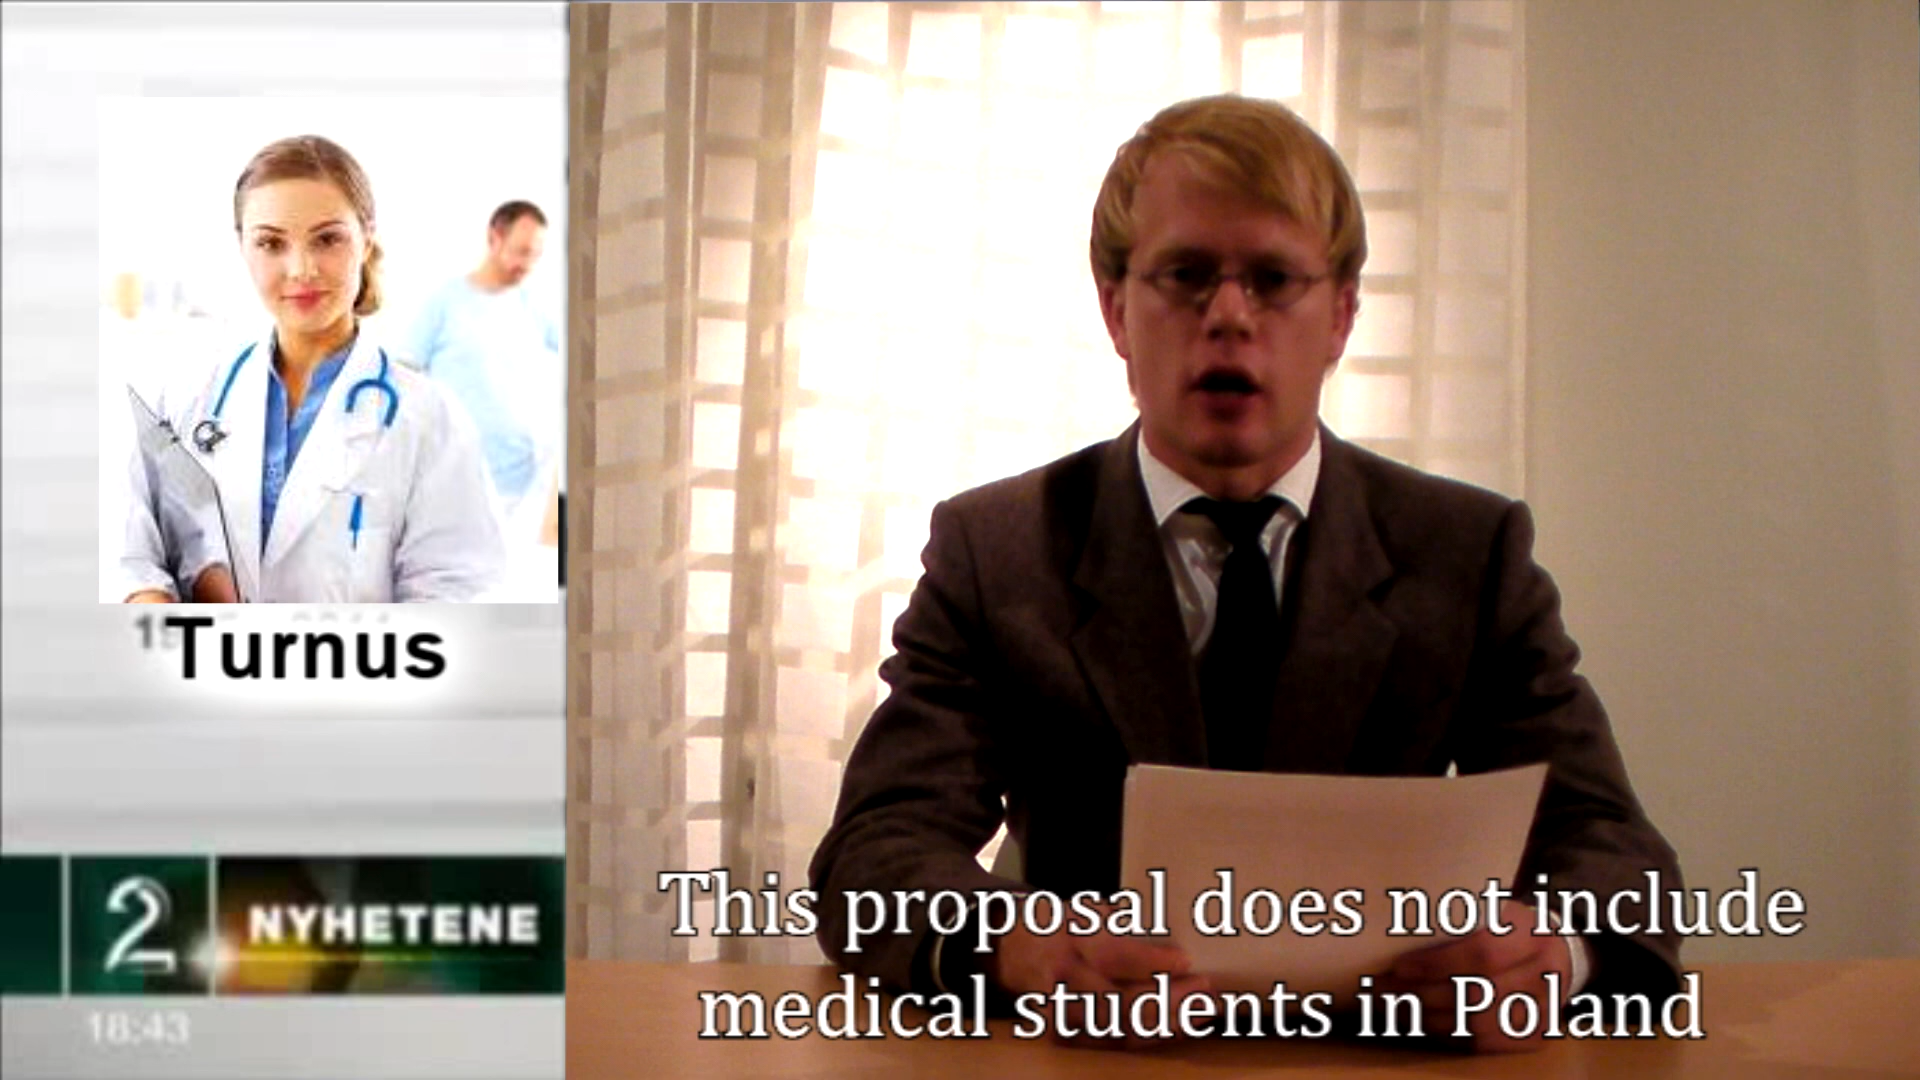 Turnus
2 NYHETENE
18:43
This proposal does not include
medical students in Poland